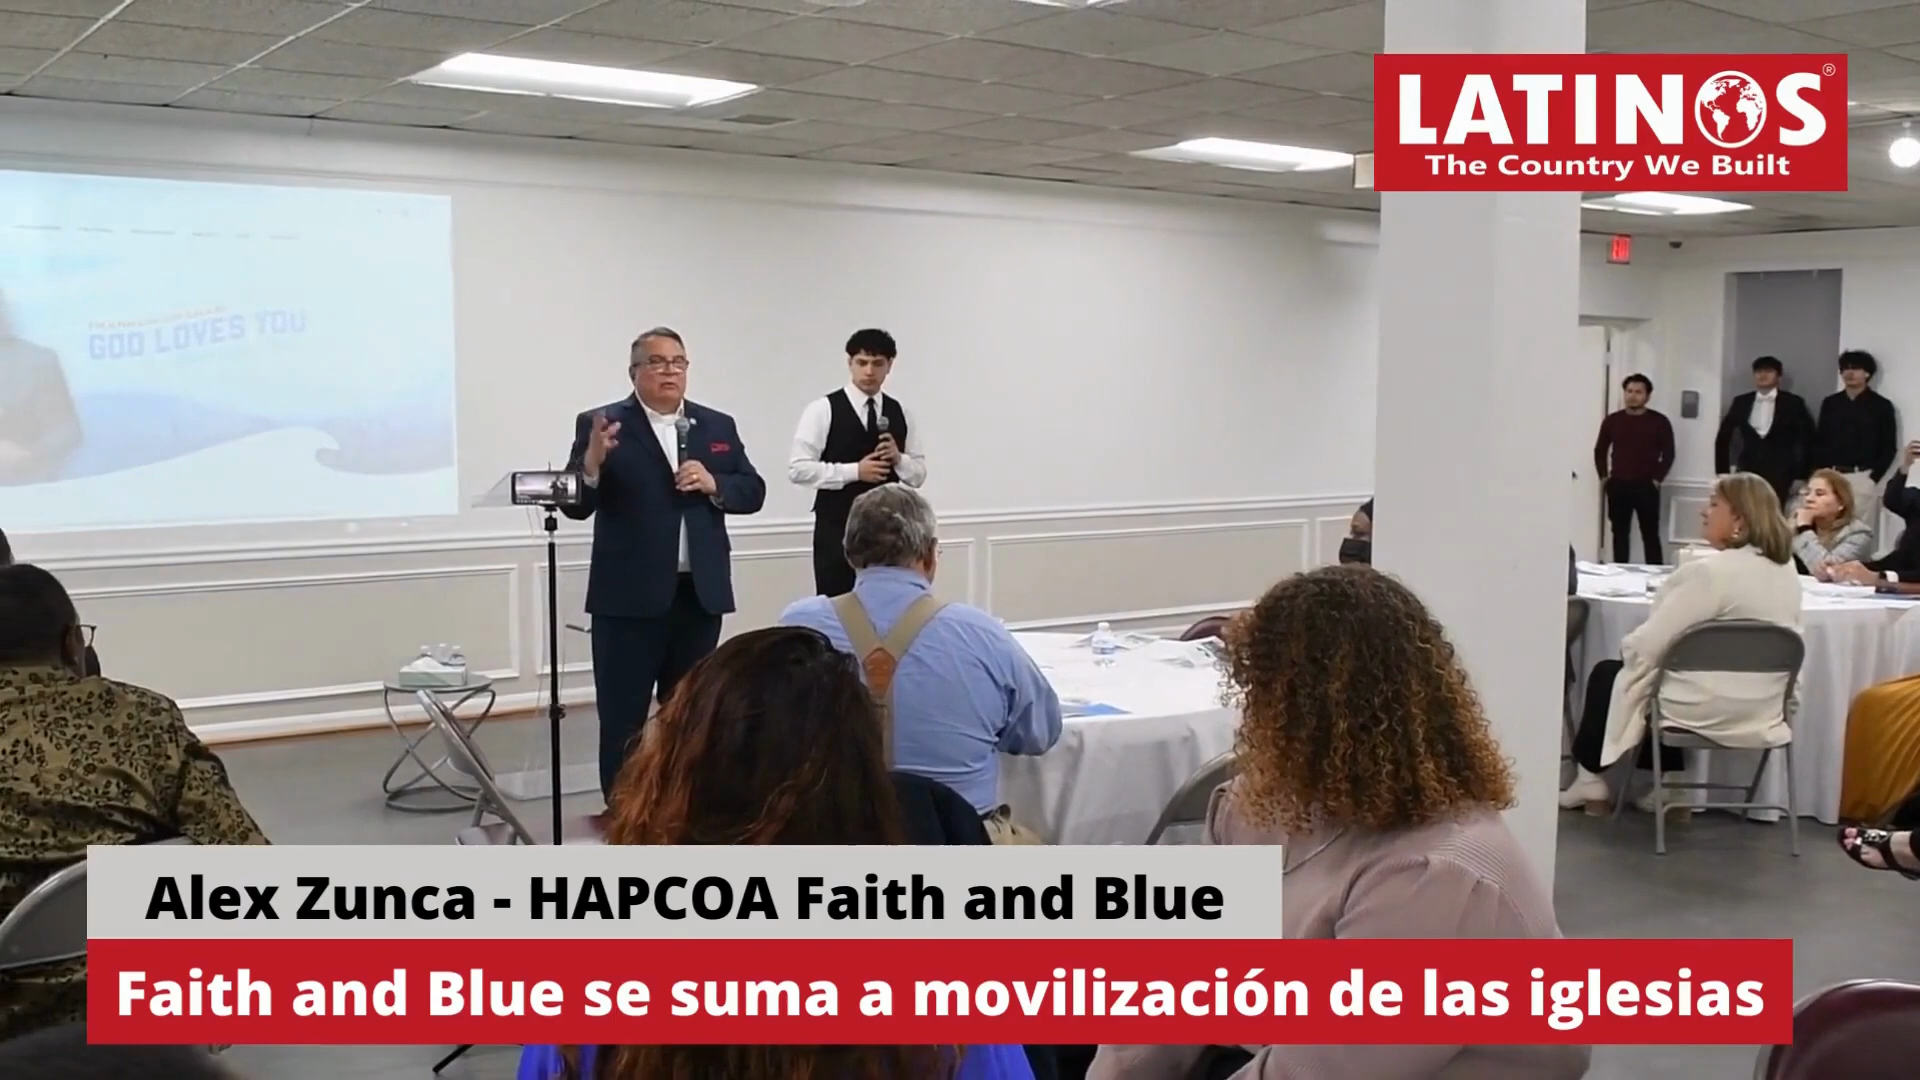 LATINOS®
The Country We Built
EXIT
GOD LOVES YOU
Alex Zunca - HAPCOA Faith and Blue
Faith and Blue se suma a movilización de las iglesias